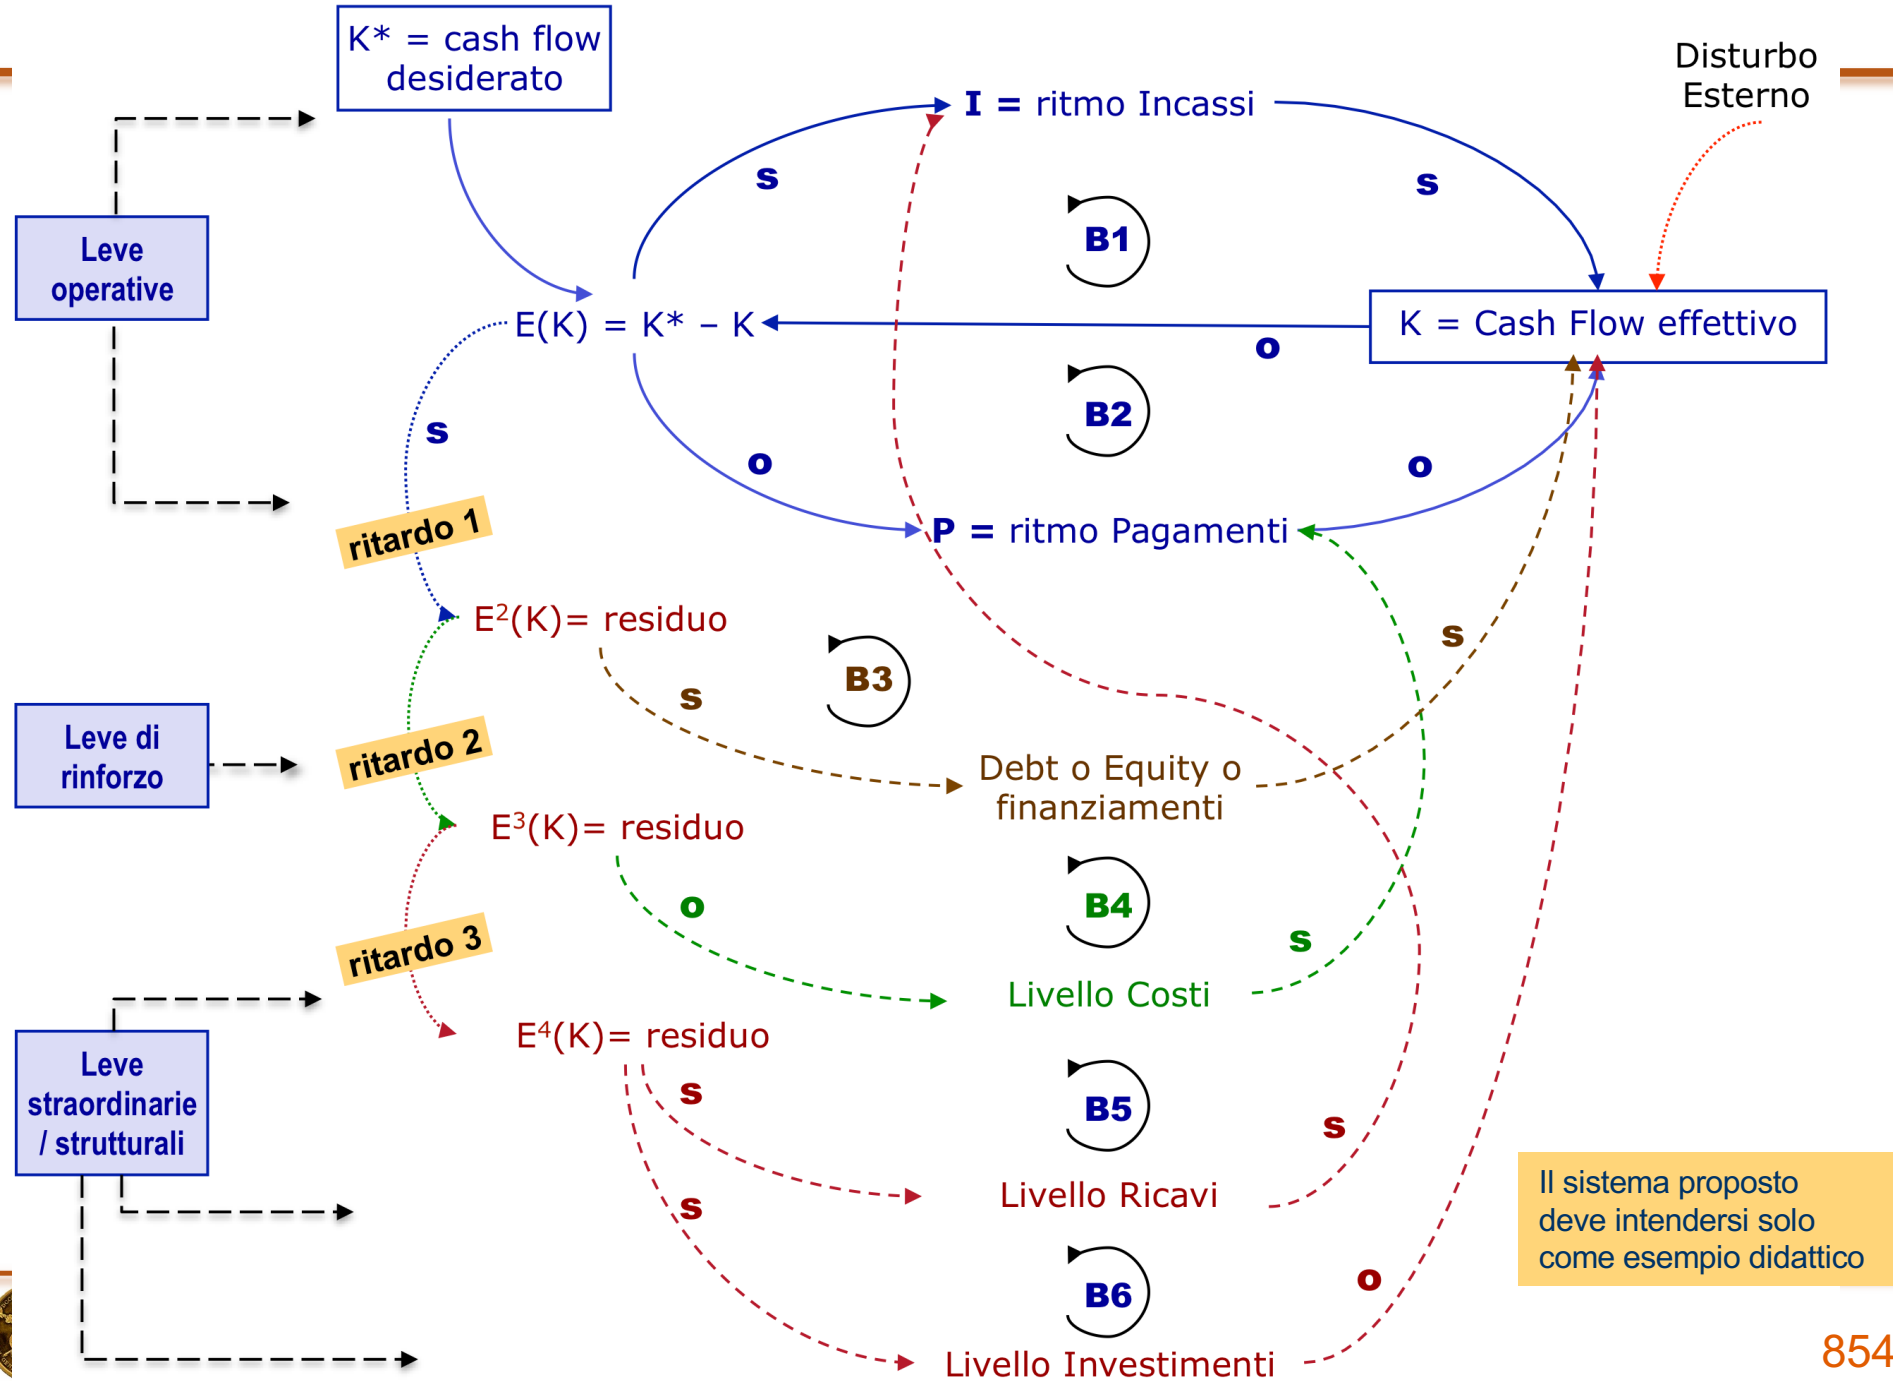 K* = cash flow
desiderato
Disturbo
Esterno
I = ritmo Incassi
s
s
B1
Leve
operative
E(K) = K* – K
K = Cash Flow effettivo
o
B2
s
o
o
ritardo 1
P = ritmo Pagamenti
E²(K)= residuo
s
B3
s
Leve di
rinforzo
ritardo 2
Debt o Equity o
finanziamenti
E³(K)= residuo
B4
o
ritardo 3
s
Livello Costi
E⁴(K)= residuo
Leve
straordinarie
/ strutturali
s
B5
s
Livello Ricavi
s
Il sistema proposto
deve intendersi solo
come esempio didattico
B6
o
Livello Investimenti
854